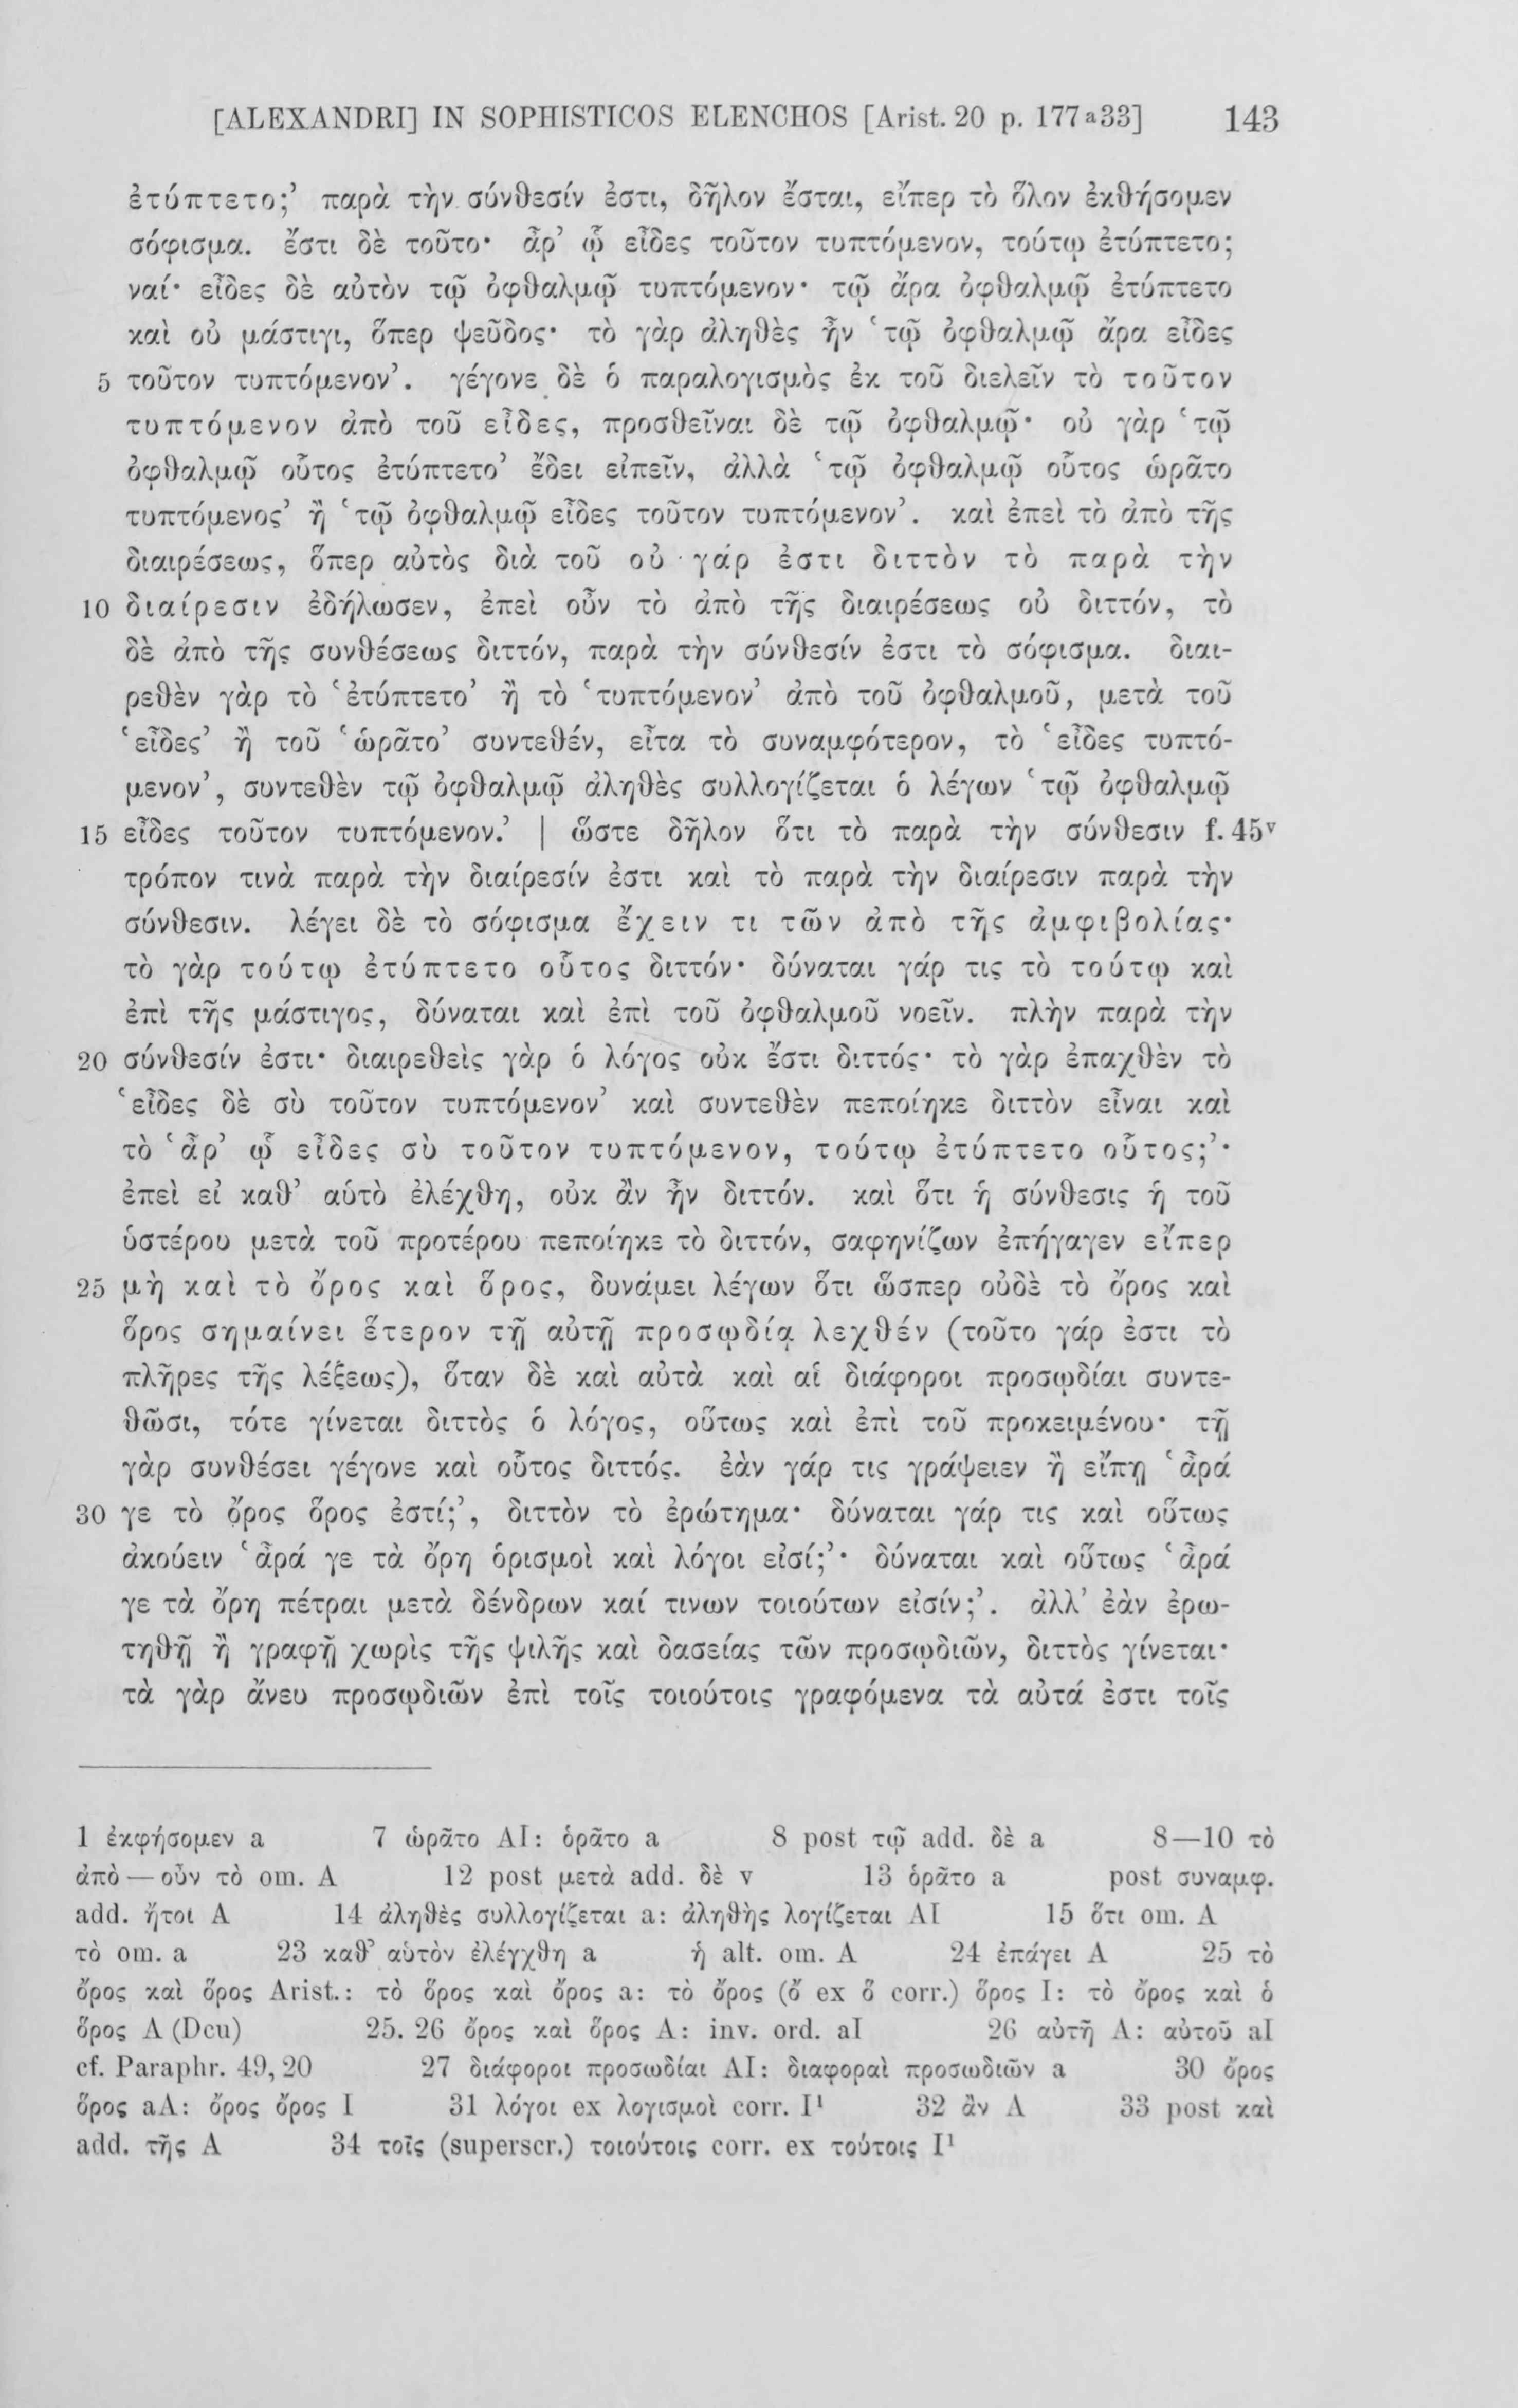 [ALEXANDRI] IN SOPHISTICOS ELENCHOS [Arist. 20 p. 177a33] 143
ἐτύπτετο;’ παρὰ τὴν σύνθεσίν ἐστι, δῆλον ἔσται, εἴπερ τὸ ὅλον ἐκθήσομεν
σόφισμα. ἔστι δὲ τοῦτο· ἆρ’ ᾧ εἶδες τοῦτον τυπτόμενον, τούτῳ ἐτύπτετο;
ναί· εἶδες δὲ αὐτὸν τῷ ὀφθαλμῷ τυπτόμενον· τῷ ἄρα ὀφθαλμῷ ἐτύπτετο
καὶ οὐ μάστιγι, ὅπερ ψεῦδος· τὸ γὰρ ἀληθὲς ἦν ‘τῷ ὀφθαλμῷ ἄρα εἶδες
5 τοῦτον τυπτόμενον’. γέγονε δὲ ὁ παραλογισμὸς ἐκ τοῦ διελεῖν τὸ τοῦτον
τυπτόμενον ἀπὸ τοῦ εἶδες, προσθεῖναι δὲ τῷ ὀφθαλμῷ· οὐ γὰρ ‘τῷ
ὀφθαλμῷ οὗτος ἐτύπτετο’ ἔδει εἰπεῖν, ἀλλὰ ‘τῷ ὀφθαλμῷ οὗτος ὡρᾶτο
τυπτόμενος’ ἢ ‘τῷ ὀφθαλμῷ εἶδες τοῦτον τυπτόμενον’. καὶ ἐπεὶ τὸ ἀπὸ τῆς
διαιρέσεως, ὅπερ αὐτὸς διὰ τοῦ οὐ γάρ ἐστι διττὸν τὸ παρὰ τὴν
10 διαίρεσιν ἐδήλωσεν, ἐπεὶ οὖν τὸ ἀπὸ τῆς διαιρέσεως οὐ διττόν, τὸ
δὲ ἀπὸ τῆς συνθέσεως διττόν, παρὰ τὴν σύνθεσίν ἐστι τὸ σόφισμα. διαι-
ρεθὲν γὰρ τὸ ‘ἐτύπτετο’ ἢ τὸ ‘τυπτόμενον’ ἀπὸ τοῦ ὀφθαλμοῦ, μετὰ τοῦ
‘εἶδες’ ἢ τοῦ ‘ὡρᾶτο’ συντεθέν, εἶτα τὸ συναμφότερον, τὸ ‘εἶδες τυπτό-
μενον’, συντεθὲν τῷ ὀφθαλμῷ ἀληθὲς συλλογίζεται ὁ λέγων ‘τῷ ὀφθαλμῷ
15 εἶδες τοῦτον τυπτόμενον.’ | ὥστε δῆλον ὅτι τὸ παρὰ τὴν σύνθεσιν f. 45v
τρόπον τινὰ παρὰ τὴν διαίρεσίν ἐστι καὶ τὸ παρὰ τὴν διαίρεσιν παρὰ τὴν
σύνθεσιν. λέγει δὲ τὸ σόφισμα ἔχειν τι τῶν ἀπὸ τῆς ἀμφιβολίας·
τὸ γὰρ τούτῳ ἐτύπτετο οὗτος διττόν· δύναται γάρ τις τὸ τούτῳ καὶ
ἐπὶ τῆς μάστιγος, δύναται καὶ ἐπὶ τοῦ ὀφθαλμοῦ νοεῖν. πλὴν παρὰ τὴν
20 σύνθεσίν ἐστι· διαιρεθεὶς γὰρ ὁ λόγος οὐκ ἔστι διττός· τὸ γὰρ ἐπαχθὲν τὸ
‘εἶδες δὲ σὺ τοῦτον τυπτόμενον’ καὶ συντεθὲν πεποίηκε διττὸν εἶναι καὶ
τὸ ‘ἆρ’ ᾧ εἶδες σὺ τοῦτον τυπτόμενον, τούτῳ ἐτύπτετο οὗτος;’·
ἐπεὶ εἰ καθ’ αὑτὸ ἐλέχθη, οὐκ ἂν ἦν διττόν. καὶ ὅτι ἡ σύνθεσις ἡ τοῦ
ὑστέρου μετὰ τοῦ προτέρου πεποίηκε τὸ διττόν, σαφηνίζων ἐπήγαγεν εἴπερ
25 μὴ καὶ τὸ ὄρος καὶ ὅρος, δυνάμει λέγων ὅτι ὥσπερ οὐδὲ τὸ ὄρος καὶ
ὅρος σημαίνει ἕτερον τῇ αὐτῇ προσῳδίᾳ λεχθέν (τοῦτο γάρ ἐστι τὸ
πλῆρες τῆς λέξεως), ὅταν δὲ καὶ αὐτὰ καὶ αἱ διάφοροι προσῳδίαι συντε-
θῶσι, τότε γίνεται διττὸς ὁ λόγος, οὕτως καὶ ἐπὶ τοῦ προκειμένου· τῇ
γὰρ συνθέσει γέγονε καὶ οὗτος διττός. ἐὰν γάρ τις γράψειεν ἢ εἴπῃ ‘ἆρά
30 γε τὸ ὄρος ὅρος ἐστί;’, διττὸν τὸ ἐρώτημα· δύναται γάρ τις καὶ οὕτως
ἀκούειν ‘ἆρά γε τὰ ὄρη ὁρισμοὶ καὶ λόγοι εἰσί;’· δύναται καὶ οὕτως ‘ἆρά
γε τὰ ὄρη πέτραι μετὰ δένδρων καί τινων τοιούτων εἰσίν;’. ἀλλ’ ἐὰν ἐρω-
τηθῇ ἢ γραφῇ χωρὶς τῆς ψιλῆς καὶ δασείας τῶν προσῳδιῶν, διττὸς γίνεται·
τὰ γὰρ ἄνευ προσῳδιῶν ἐπὶ τοῖς τοιούτοις γραφόμενα τὰ αὐτά ἐστι τοῖς
1 ἐκφήσομεν a 7 ὡρᾶτο AI: ὁρᾶτο a 8 post τῷ add. δὲ a 8—10 τὸ
ἀπὸ — οὖν τὸ om. A 12 post μετὰ add. δὲ v 13 ὁρᾶτο a post συναμφ.
add. ἤτοι A 14 ἀληθὲς συλλογίζεται a: ἀληθὴς λογίζεται AI 15 ὅτι om. A
τὸ om. a 23 καθ’ αὑτὸν ἐλέγχθη a ἡ alt. om. A 24 ἐπάγει A 25 τὸ
ὄρος καὶ ὅρος Arist.: τὸ ὅρος καὶ ὄρος a: τὸ ὄρος (ὄ ex ὅ corr.) ὅρος I: τὸ ὄρος καὶ ὁ
ὅρος A (Dcu) 25. 26 ὄρος καὶ ὅρος A: inv. ord. aI 26 αὐτῇ A: αὐτοῦ aI
cf. Paraphr. 49, 20 27 διάφοροι προσωδίαι AI: διαφοραὶ προσωδιῶν a 30 ὄρος
ὅρος aA: ὄρος ὄρος I 31 λόγοι ex λογισμοὶ corr. I¹ 32 ἂν A 33 post καὶ
add. τῆς A 34 τοῖς (superscr.) τοιούτοις corr. ex τούτοις I¹